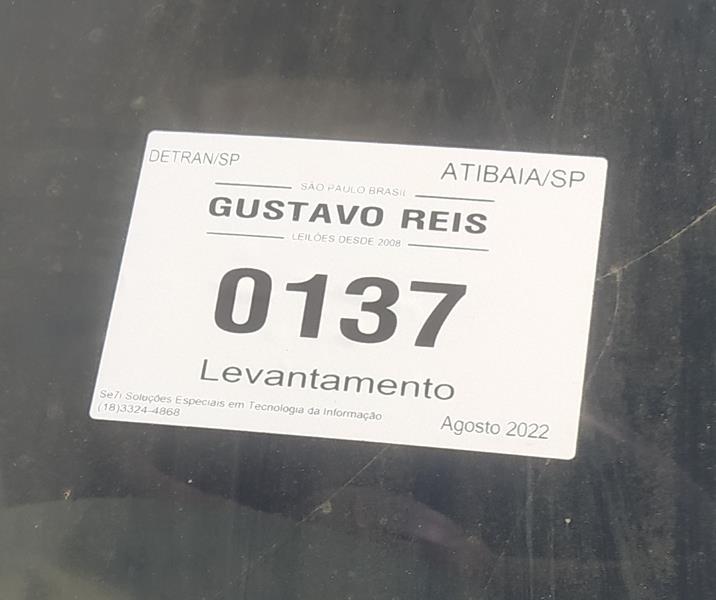 DETRAN/SP
ATIBAIA/SP
SÃO PAULO BRASIL
GUSTAVO REIS
LEILÕES DESDE 2008
0137
Levantamento
Se7i Soluções Especiais em Tecnologia da Informação
(18)3324-4868
Agosto 2022